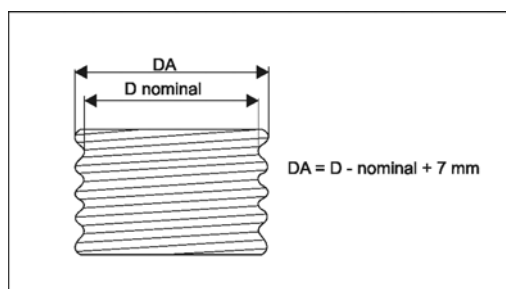 DA
D nominal
DA = D - nominal + 7 mm